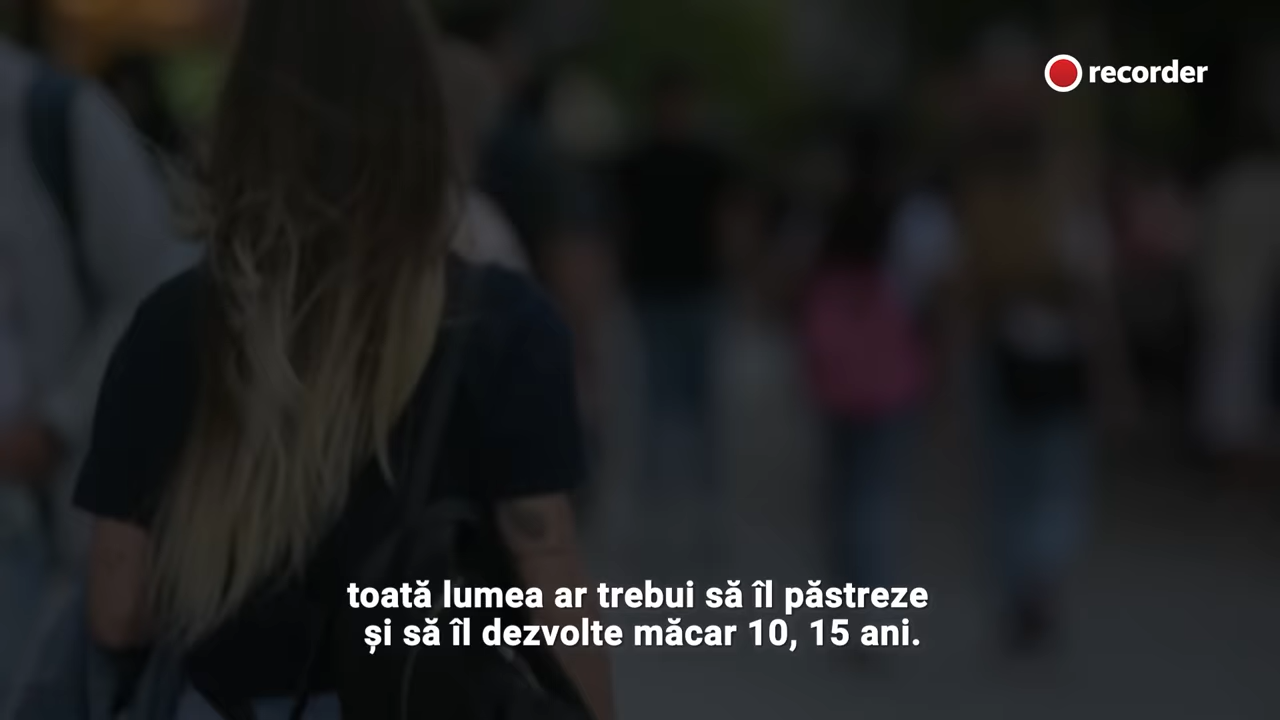 recorder
toată lumea ar trebui să îl păstreze
și să îl dezvolte măcar 10, 15 ani.